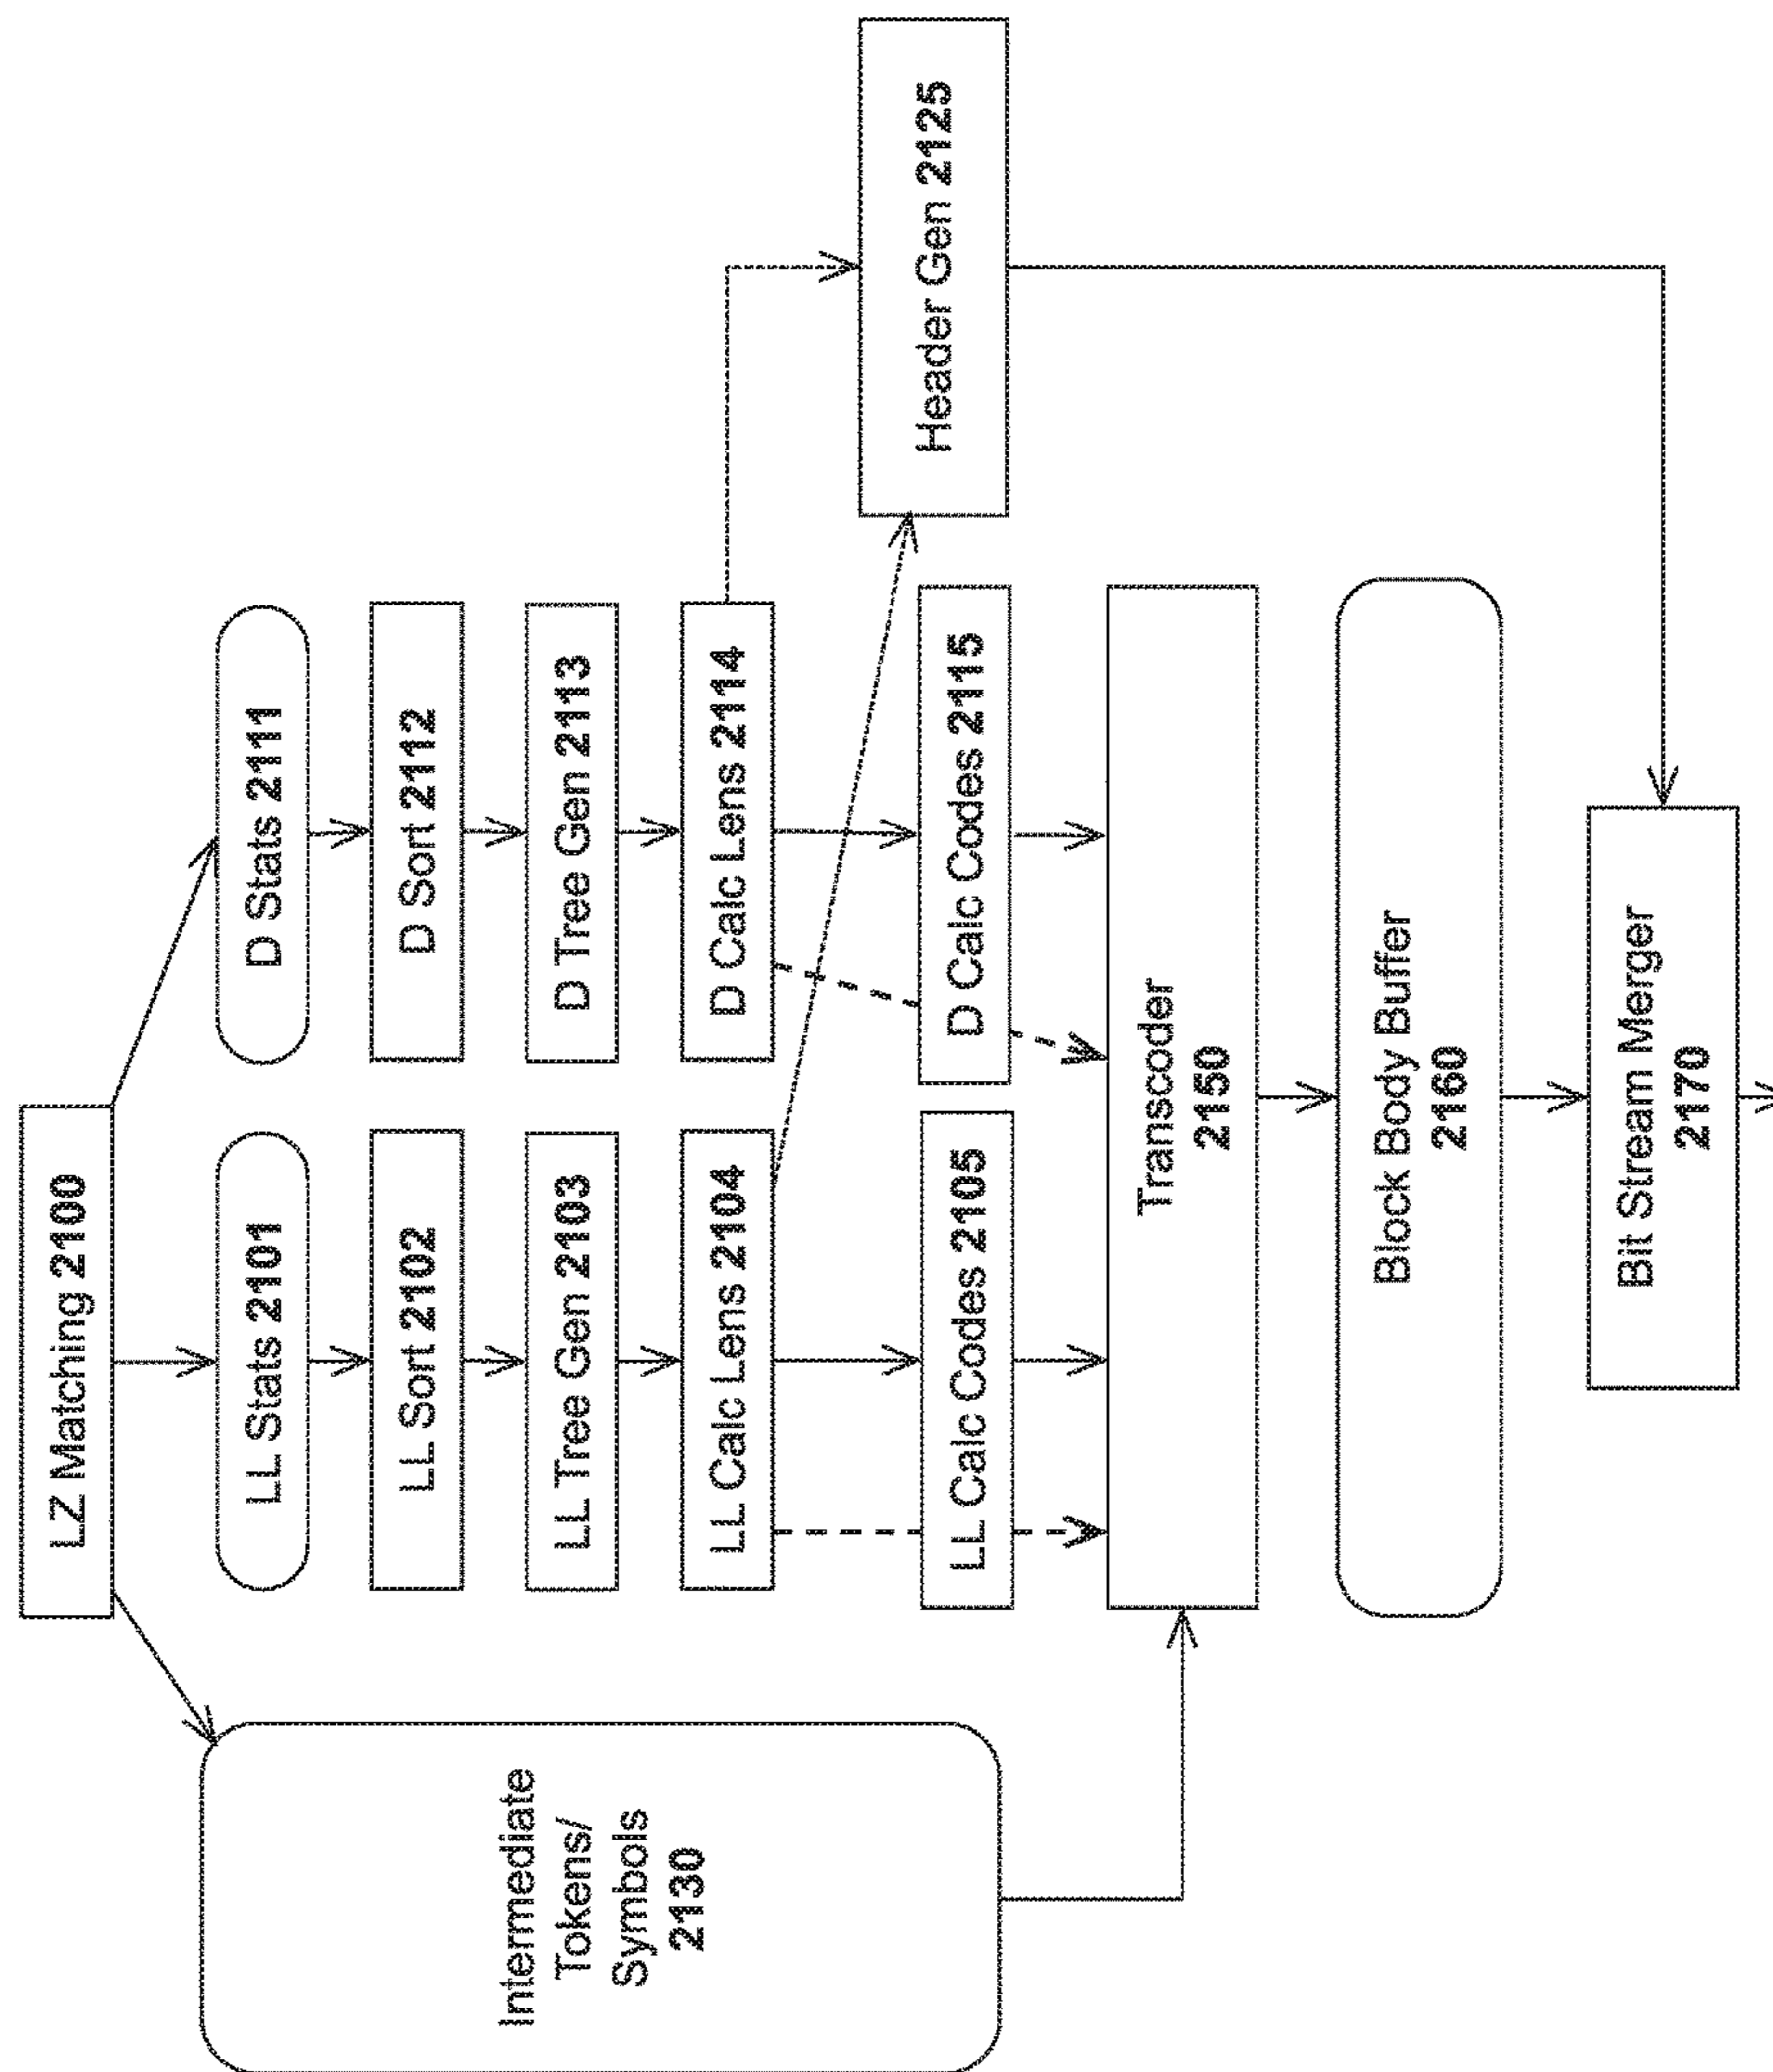 LZ Matching 2100
LL Stats 2101
D Stats 2111
LL Sort 2102
D Sort 2112
LL Tree Gen 2103
D Tree Gen 2113
LL Calc Lens 2104
D Calc Lens 2114
Intermediate
Tokens/
Symbols
2130
Header Gen 2125
LL Calc Codes 2105
D Calc Codes 2115
Transcoder
2150
Block Body Buffer
2160
Bit Stream Merger
2170